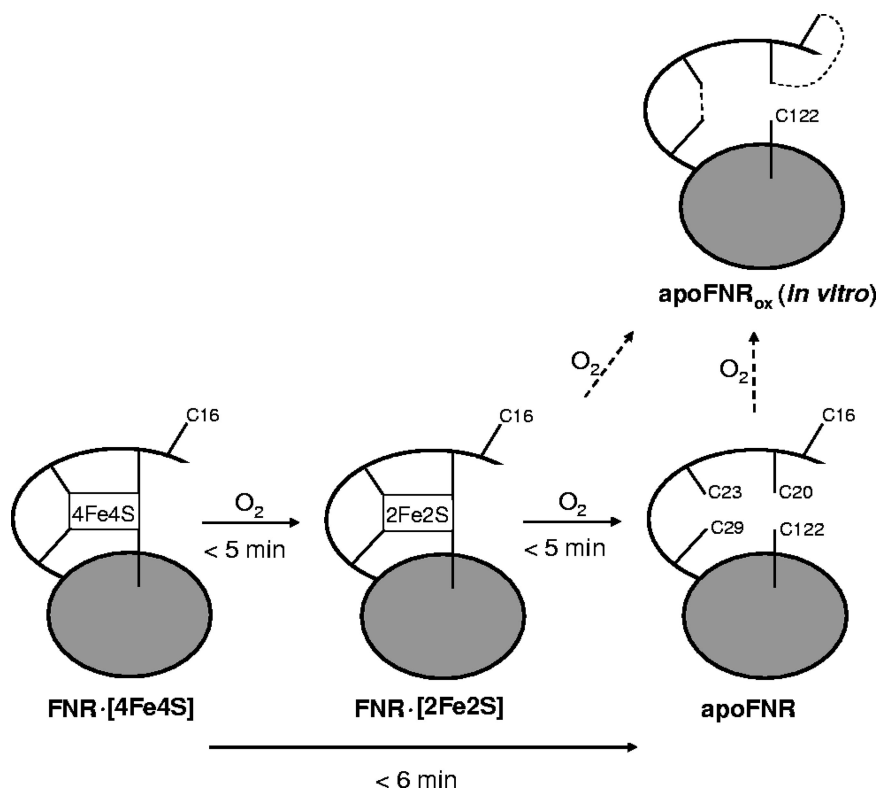 C122
apoFNRox (In vitro)
O2
O2
C16
C16
C16
4Fe4S
O2
< 5 min
2Fe2S
O2
< 5 min
C23
C20
C29
C122
FNR·[4Fe4S]
FNR·[2Fe2S]
apoFNR
< 6 min